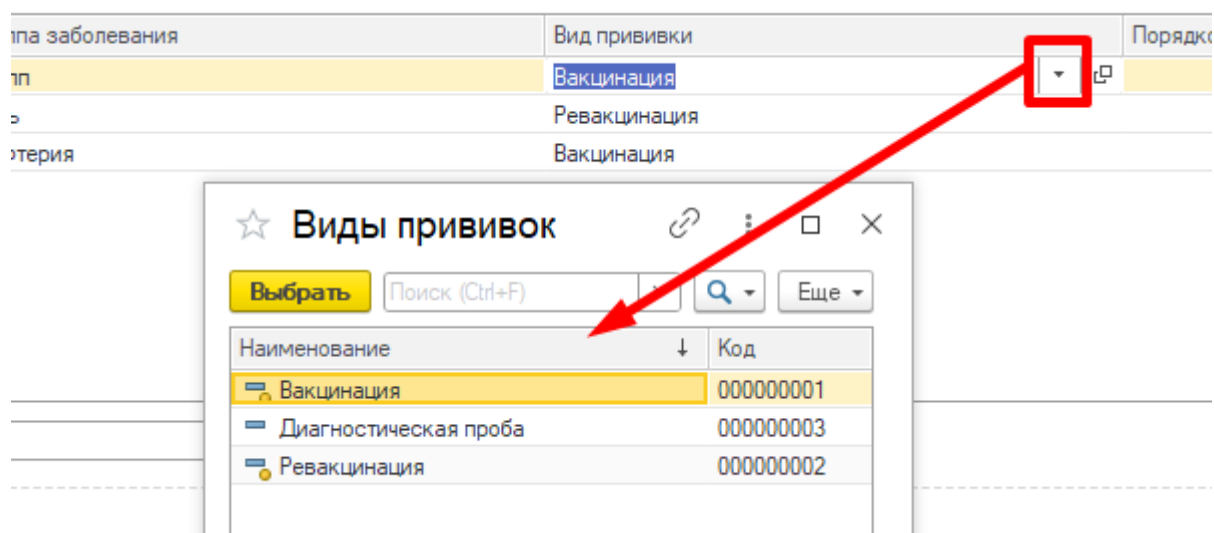 ппа заболевания Вид прививки Порядко
пп Вакцинация
ь Ревакцинация
фтерия Вакцинация
Виды прививок
Выбрать Поиск (Ctrl+F) Еще
Наименование Код
Вакцинация 000000001
Диагностическая проба 000000003
Ревакцинация 000000002